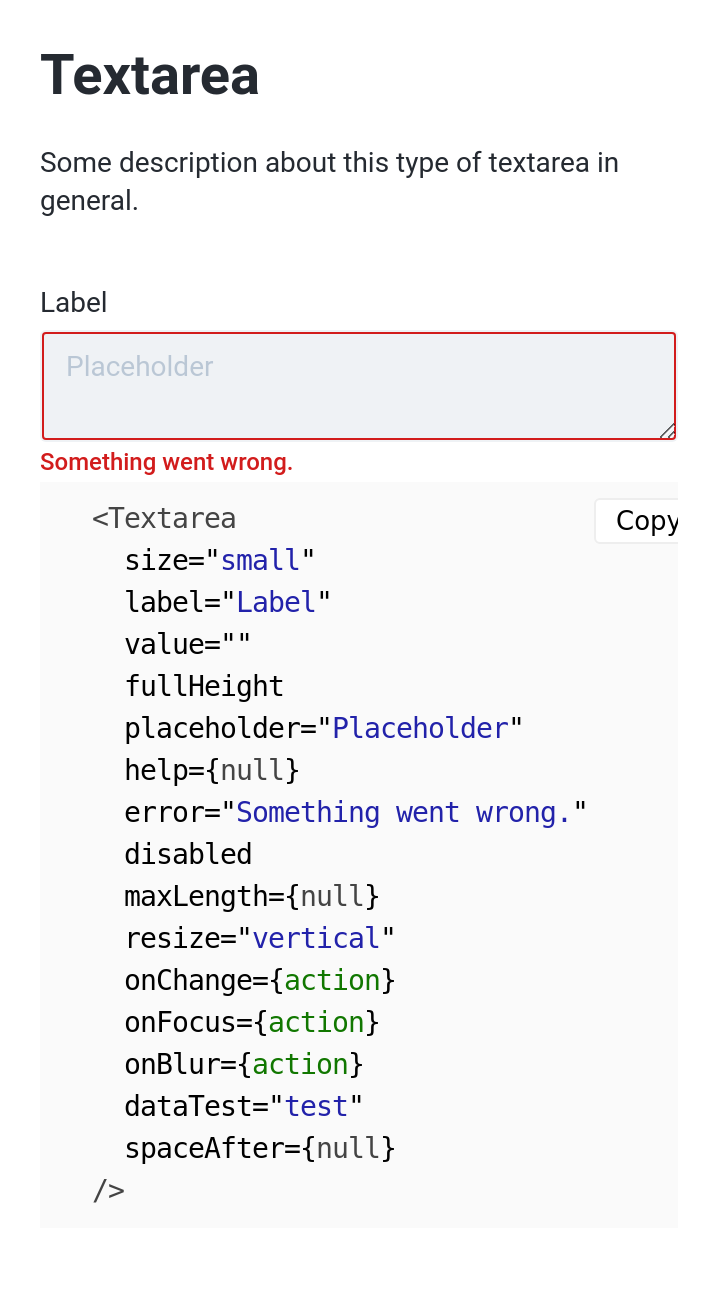 Textarea
Some description about this type of textarea in
general.
Label
Placeholder
Something went wrong.
Copy
<Textarea
size="small"
label="Label"
value=""
fullHeight
placeholder="Placeholder"
help={null}
error="Something went wrong."
disabled
maxLength={null}
resize="vertical"
onChange={action}
onFocus={action}
onBlur={action}
dataTest="test"
spaceAfter={null}
/>